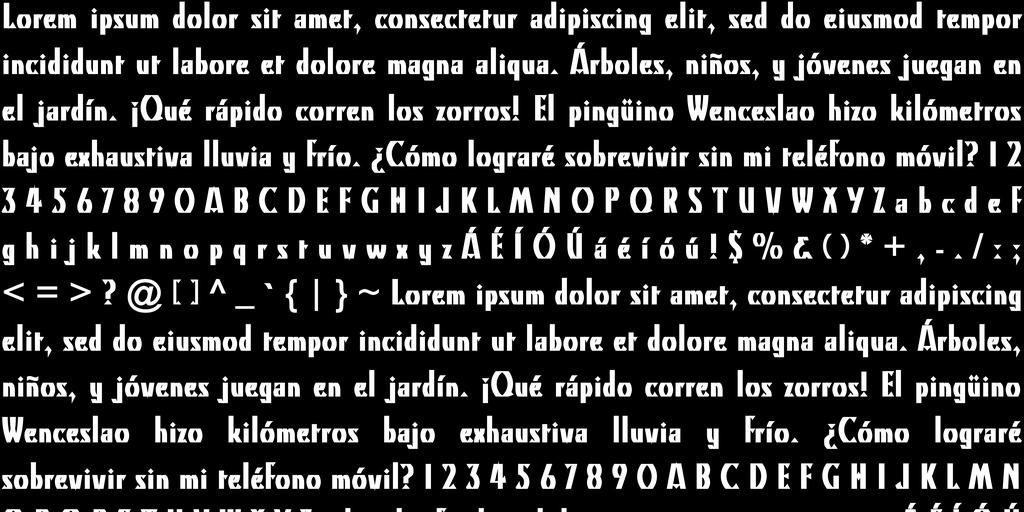 Lorem ipsum dolor sit amet, consectetur adipiscing elit, sed do eiusmod tempor
incididunt ut labore et dolore magna aliqua. Árboles, niños, y jóvenes juegan en
el jardín. ¡Qué rápido corren los zorros! El pingüino Wenceslao hizo kilómetros
bajo exhaustiva lluvia y frío. ¿Cómo lograré sobrevivir sin mi teléfono móvil? 1 2
3 4 5 6 7 8 9 0 A B C D E F G H I J K L M N O P Q R S T U V W X Y Z a b c d e f
g h i j k l m n o p q r s t u v w x y z Á É Í Ó Ú á é í ó ú ! $ % & ( ) * + , - . / : ;
< = > ? @ [ ] ^ _ ` { | } ~ Lorem ipsum dolor sit amet, consectetur adipiscing
elit, sed do eiusmod tempor incididunt ut labore et dolore magna aliqua. Árboles,
niños, y jóvenes juegan en el jardín. ¡Qué rápido corren los zorros! El pingüino
Wenceslao hizo kilómetros bajo exhaustiva lluvia y frío. ¿Cómo lograré
sobrevivir sin mi teléfono móvil? 1 2 3 4 5 6 7 8 9 0 A B C D E F G H I J K L M N